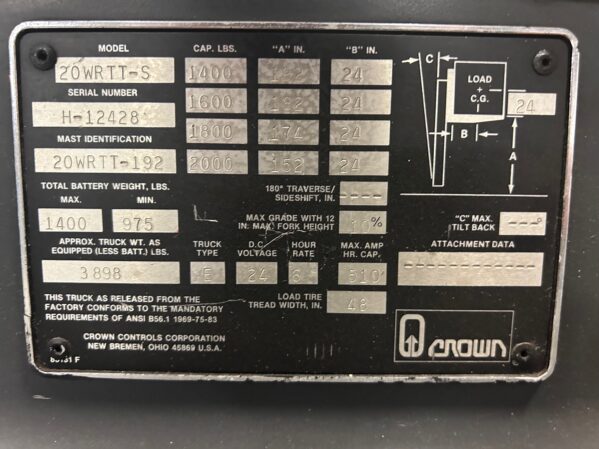 MODEL CAP. LBS. "A" IN. "B" IN.
20WRTT-S 1400 24
SERIAL NUMBER 1600 24
H-12428
MAST IDENTIFICATION 1800 174 24
20WRTT-192 2000 152 24
TOTAL BATTERY WEIGHT, LBS. 180° TRAVERSE/
SIDESHIFT, IN. ----
MAX. MIN.
1400 975
MAX GRADE WITH 12
IN. MAX. FORK HEIGHT 10%
APPROX. TRUCK WT. AS
EQUIPPED (LESS BATT.) LBS.
3898
TRUCK
TYPE
E
D.C.
VOLTAGE
24
HOUR
RATE
6
MAX. AMP
HR. CAP.
510
LOAD TIRE
TREAD WIDTH, IN. 48
THIS TRUCK AS RELEASED FROM THE
FACTORY CONFORMS TO THE MANDATORY
REQUIREMENTS OF ANSI B56.1 1969-75-83
CROWN CONTROLS CORPORATION
NEW BREMEN, OHIO 45869 U.S.A.
C
LOAD
C.G.
24
B
A
"C" MAX.
TILT BACK ---°
ATTACHMENT DATA
CROWN